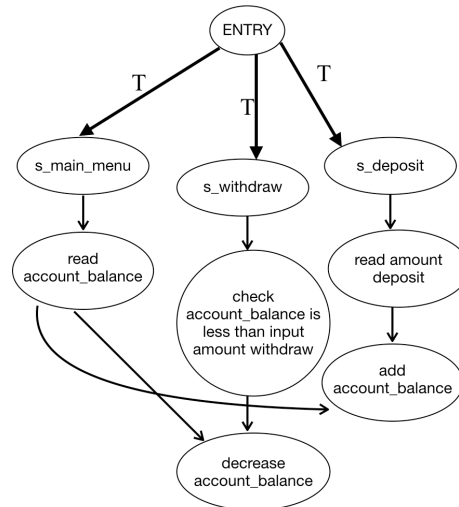 ENTRY
T
T
T
s_main_menu
s_withdraw
s_deposit
read
account_balance
read amount
deposit
check
account_balance is
less than input
amount withdraw
add
account_balance
decrease
account_balance